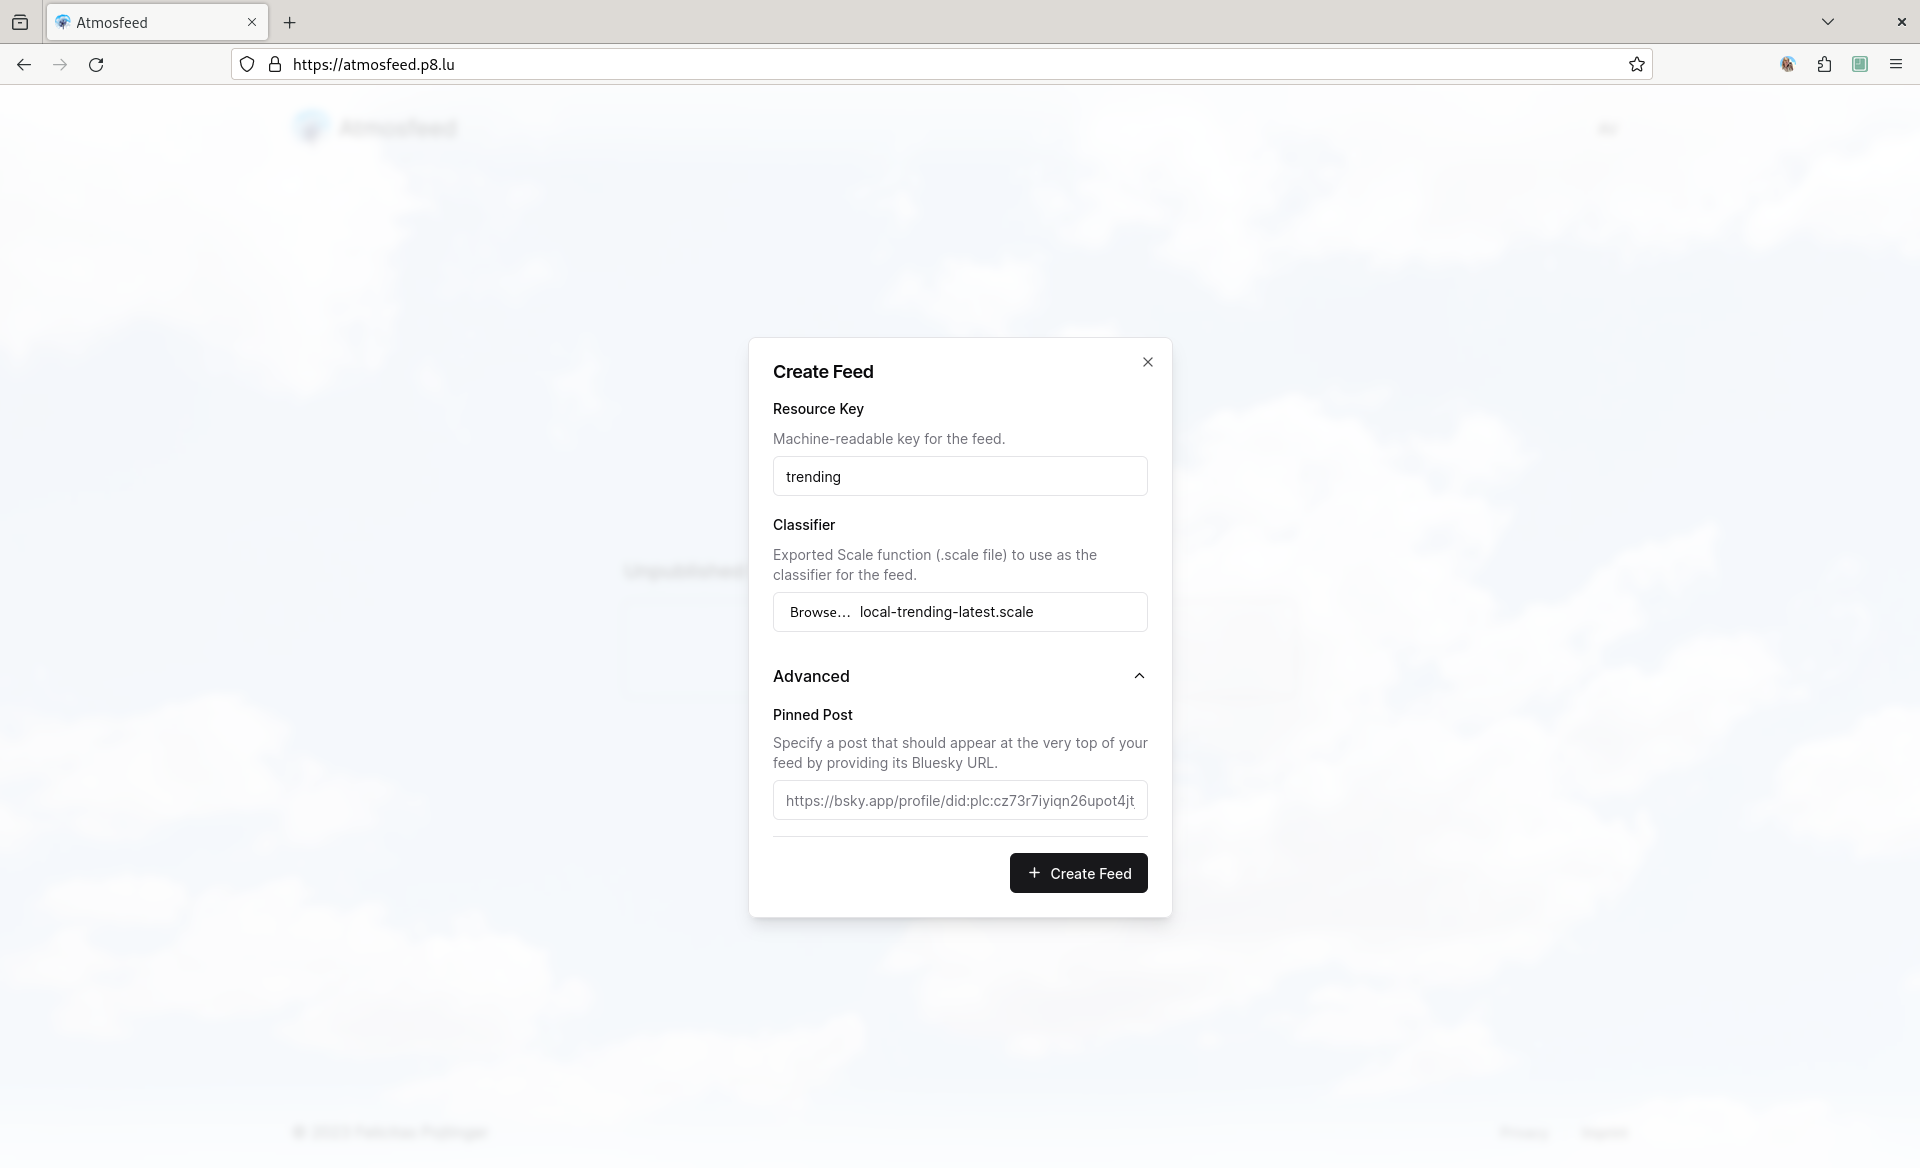 Atmosfeed
https://atmosfeed.p8.lu
Atmosfeed
Create Feed
Resource Key
Machine-readable key for the feed.
trending
Classifier
Exported Scale function (.scale file) to use as the
classifier for the feed.
Browse... local-trending-latest.scale
Advanced
Pinned Post
Specify a post that should appear at the very top of your
feed by providing its Bluesky URL.
https://bsky.app/profile/did:plc:cz73r7iyiqn26upot4jt
Create Feed